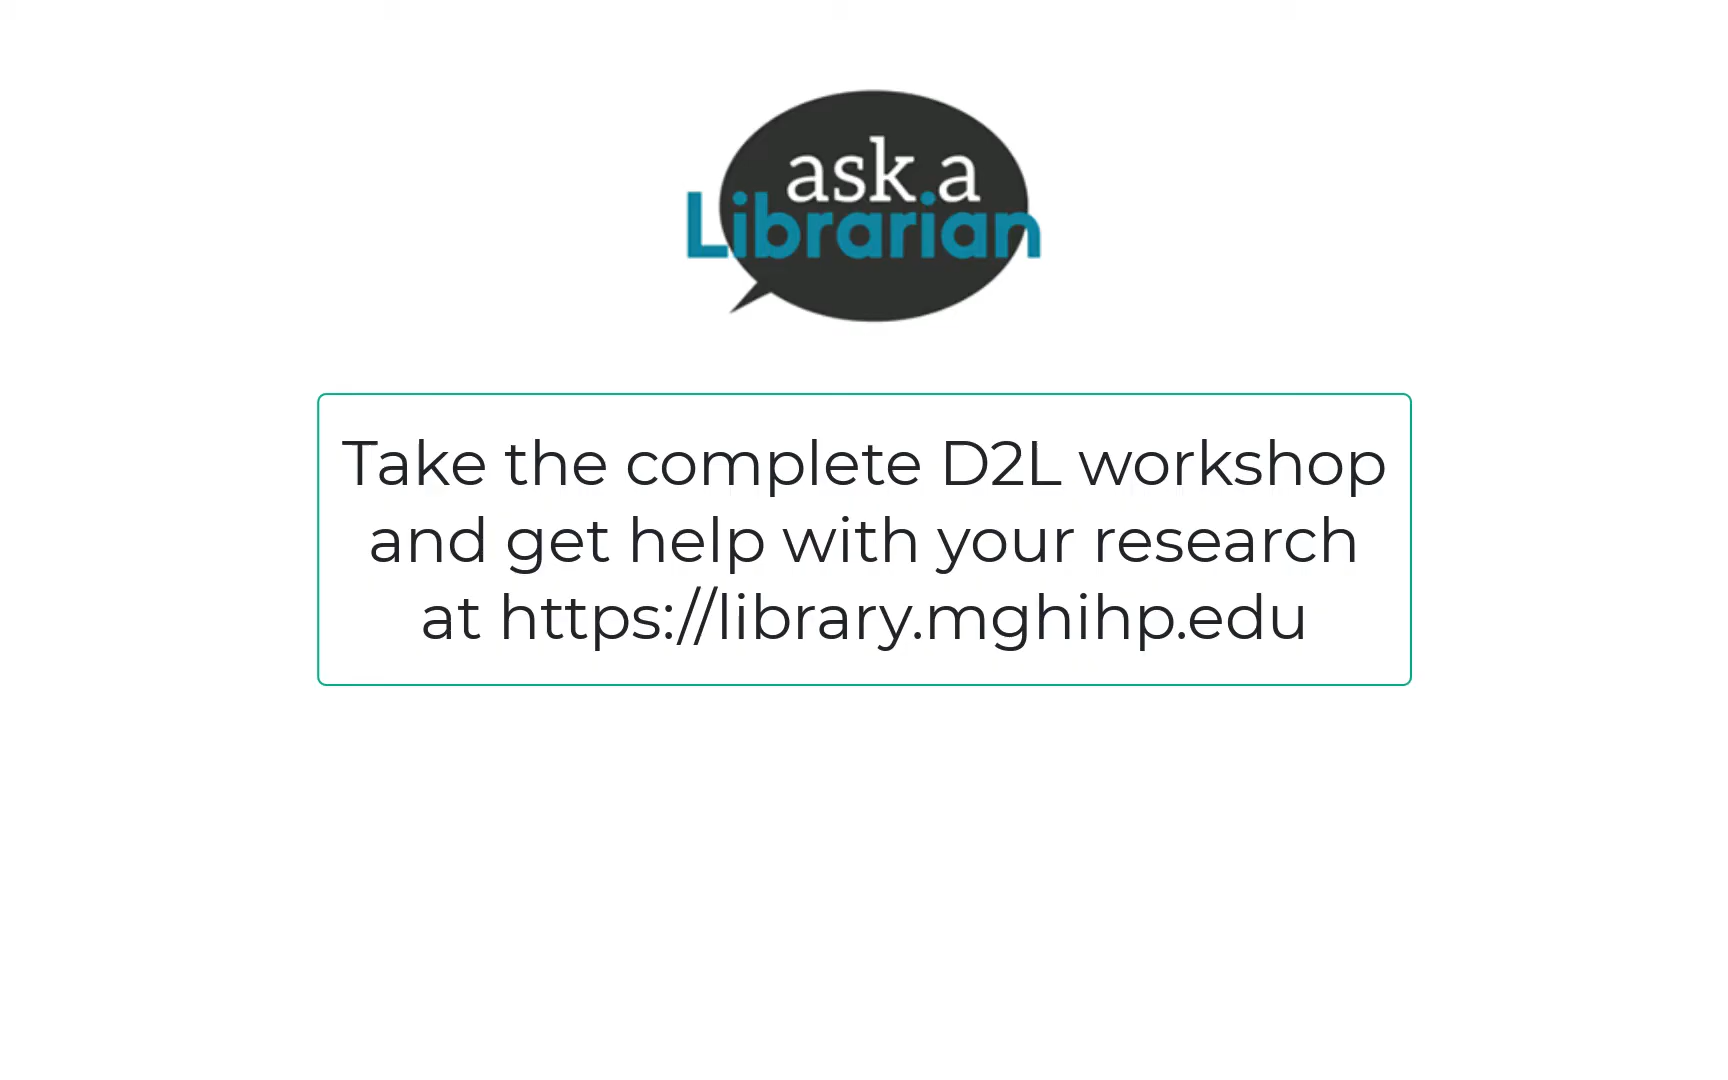 ask a
Librarian
Take the complete D2L workshop
and get help with your research
at https://library.mghihp.edu